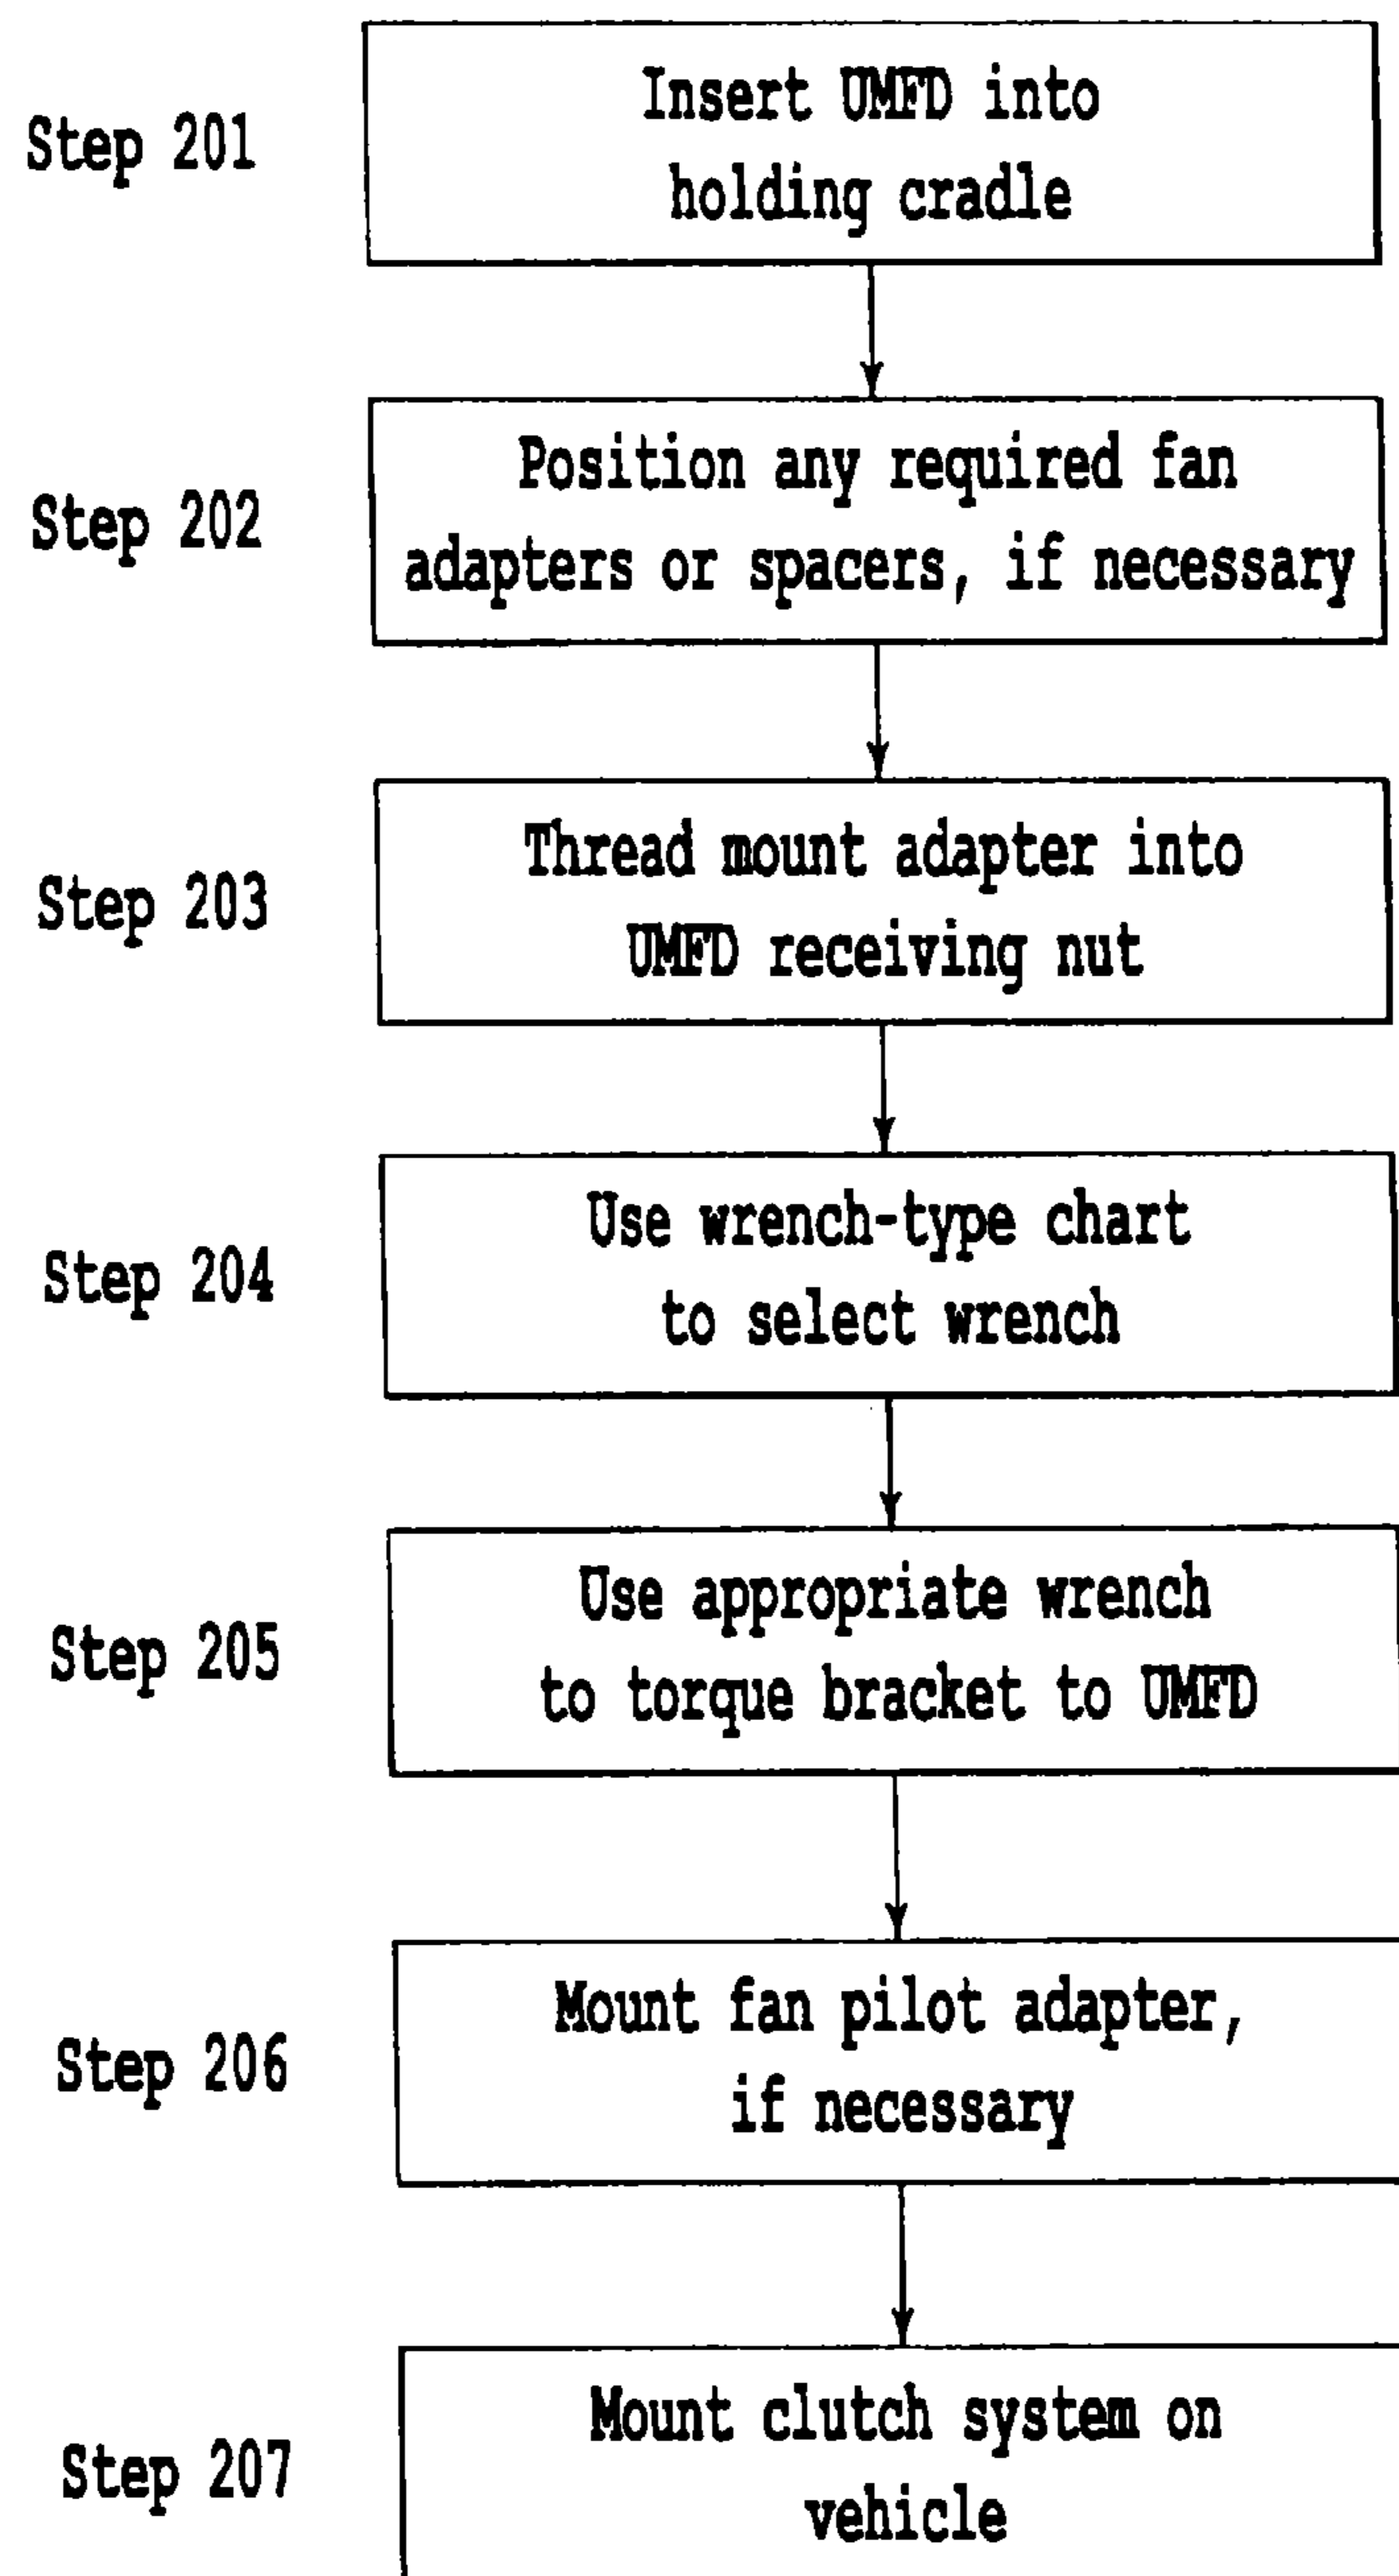 Step 201
Insert UMFD into
holding cradle
Step 202
Position any required fan
adapters or spacers, if necessary
Step 203
Thread mount adapter into
UMFD receiving nut
Step 204
Use wrench-type chart
to select wrench
Step 205
Use appropriate wrench
to torque bracket to UMFD
Step 206
Mount fan pilot adapter,
if necessary
Step 207
Mount clutch system on
vehicle